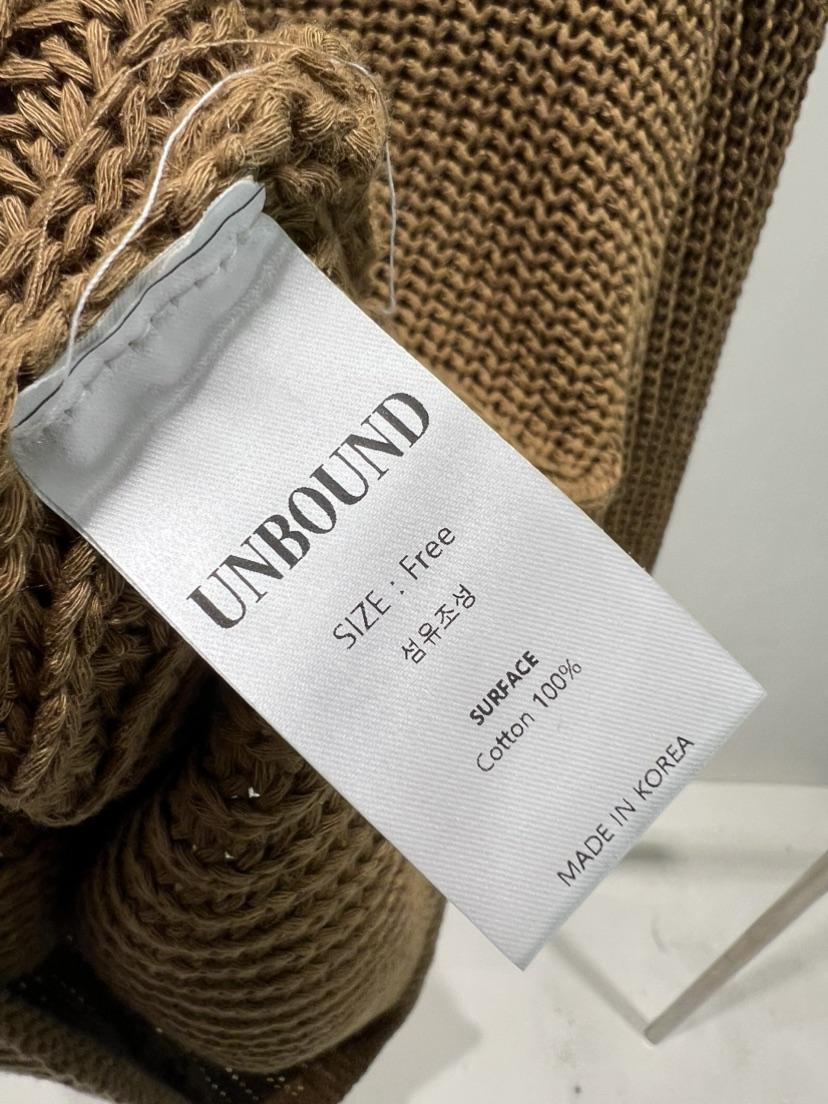 UNBOUND
SIZE : Free
섬유조성
SURFACE
Cotton 100%
MADE IN KOREA